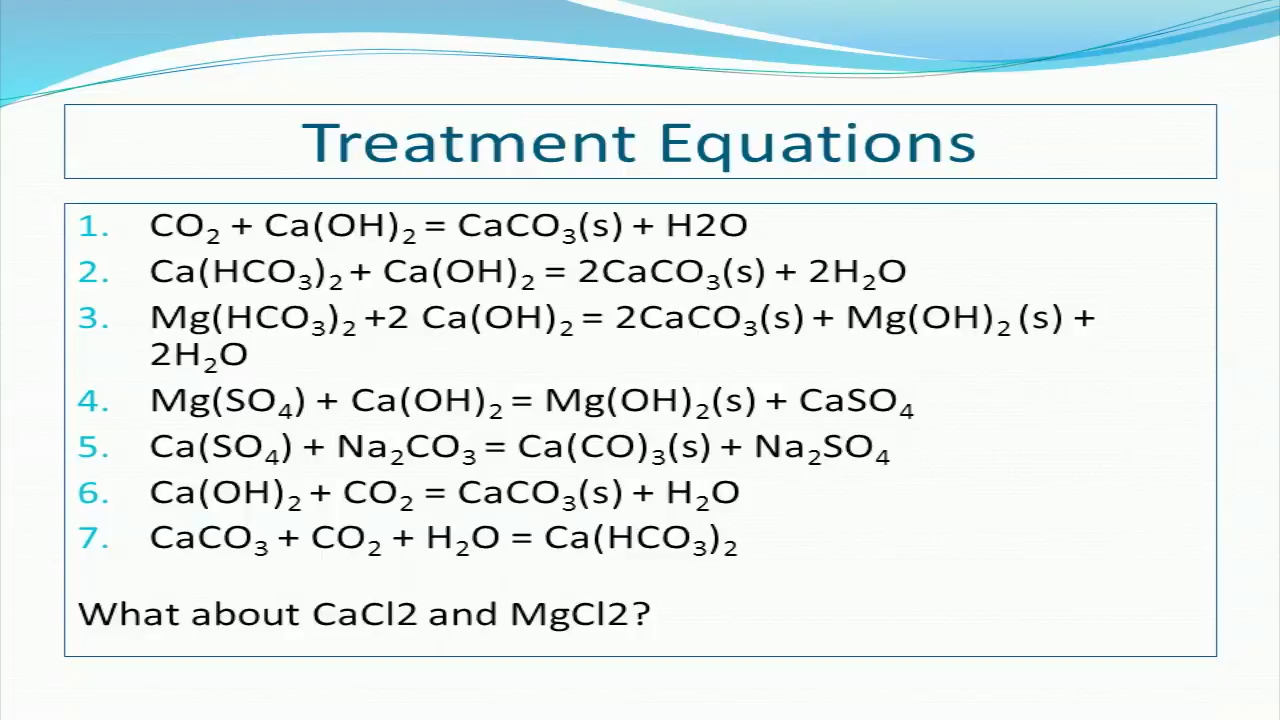 Treatment Equations
1. CO₂ + Ca(OH)₂ = CaCO₃(s) + H2O
2. Ca(HCO₃)₂ + Ca(OH)₂ = 2CaCO₃(s) + 2H₂O
3. Mg(HCO₃)₂ +2 Ca(OH)₂ = 2CaCO₃(s) + Mg(OH)₂ (s) +
2H₂O
4. Mg(SO₄) + Ca(OH)₂ = Mg(OH)₂(s) + CaSO₄
5. Ca(SO₄) + Na₂CO₃ = Ca(CO)₃(s) + Na₂SO₄
6. Ca(OH)₂ + CO₂ = CaCO₃(s) + H₂O
7. CaCO₃ + CO₂ + H₂O = Ca(HCO₃)₂
What about CaCl2 and MgCl2?